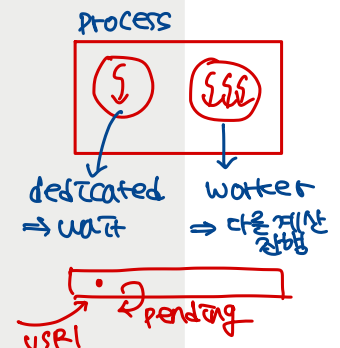 process
dedicated worker
⇒ wait ⇒ 다른 계산
진행
pending
USR1